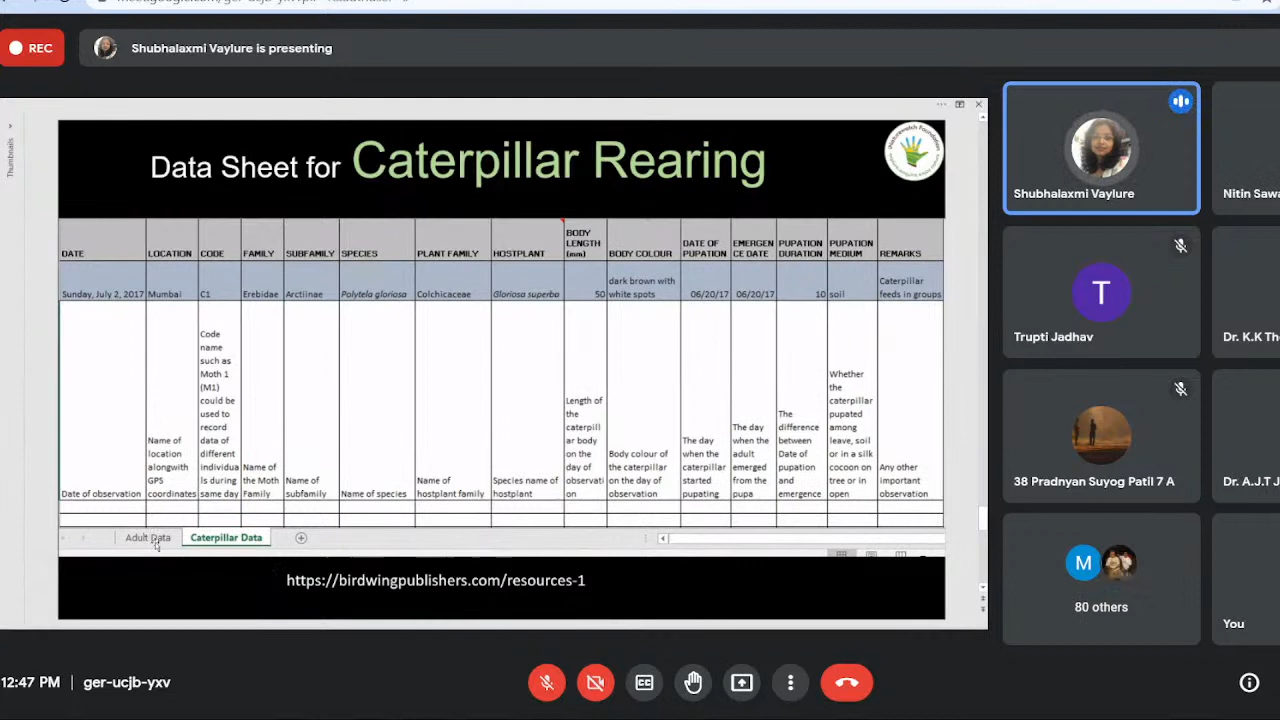 REC
Shubhalaxmi Vaylure is presenting
Thumbnails
Data Sheet for Caterpillar Rearing
DATE
LOCATION
CODE
FAMILY
SUBFAMILY
SPECIES
PLANT FAMILY
HOSTPLANT
BODY
LENGTH
(mm)
BODY COLOUR
DATE OF
PUPATION
EMERGEN
CE DATE
PUPATION
DURATION
PUPATION
MEDIUM
REMARKS
Sunday, July 2, 2017
Mumbai
C1
Erebidae
Arctiinae
Polytela gloriosa
Colchicaceae
Gloriosa superba
50
dark brown with
white spots
06/20/17
06/20/17
10
soil
Caterpillar
feeds in groups
Date of observation
Name of
location
alongwith
GPS
coordinates
Code
name
such as
Moth 1
(M1)
could be
used to
record
data of
different
individua
ls during
same day
Name of
the Moth
Family
Name of
subfamily
Name of species
Name of
hostplant family
Species name of
hostplant
Length of
the
caterpill
ar body
on the
day of
observati
on
Body colour of
the caterpillar
on the day of
observation
The day
when the
caterpillar
started
pupating
The day
when the
adult
emerged
from the
pupa
The
difference
between
Date of
pupation
and
emergence
Whether
the
caterpillar
pupated
among
leave, soil
or in a silk
cocoon on
tree or in
open
Any other
important
observation
Adult Data
Caterpillar Data
https://birdwingpublishers.com/resources-1
Shubhalaxmi Vaylure
Nitin Sawa
T
Trupti Jadhav
Dr. K.K Th
38 Pradnyan Suyog Patil 7 A
Dr. A.J.T J
M
80 others
You
12:47 PM | ger-ucjb-yxv